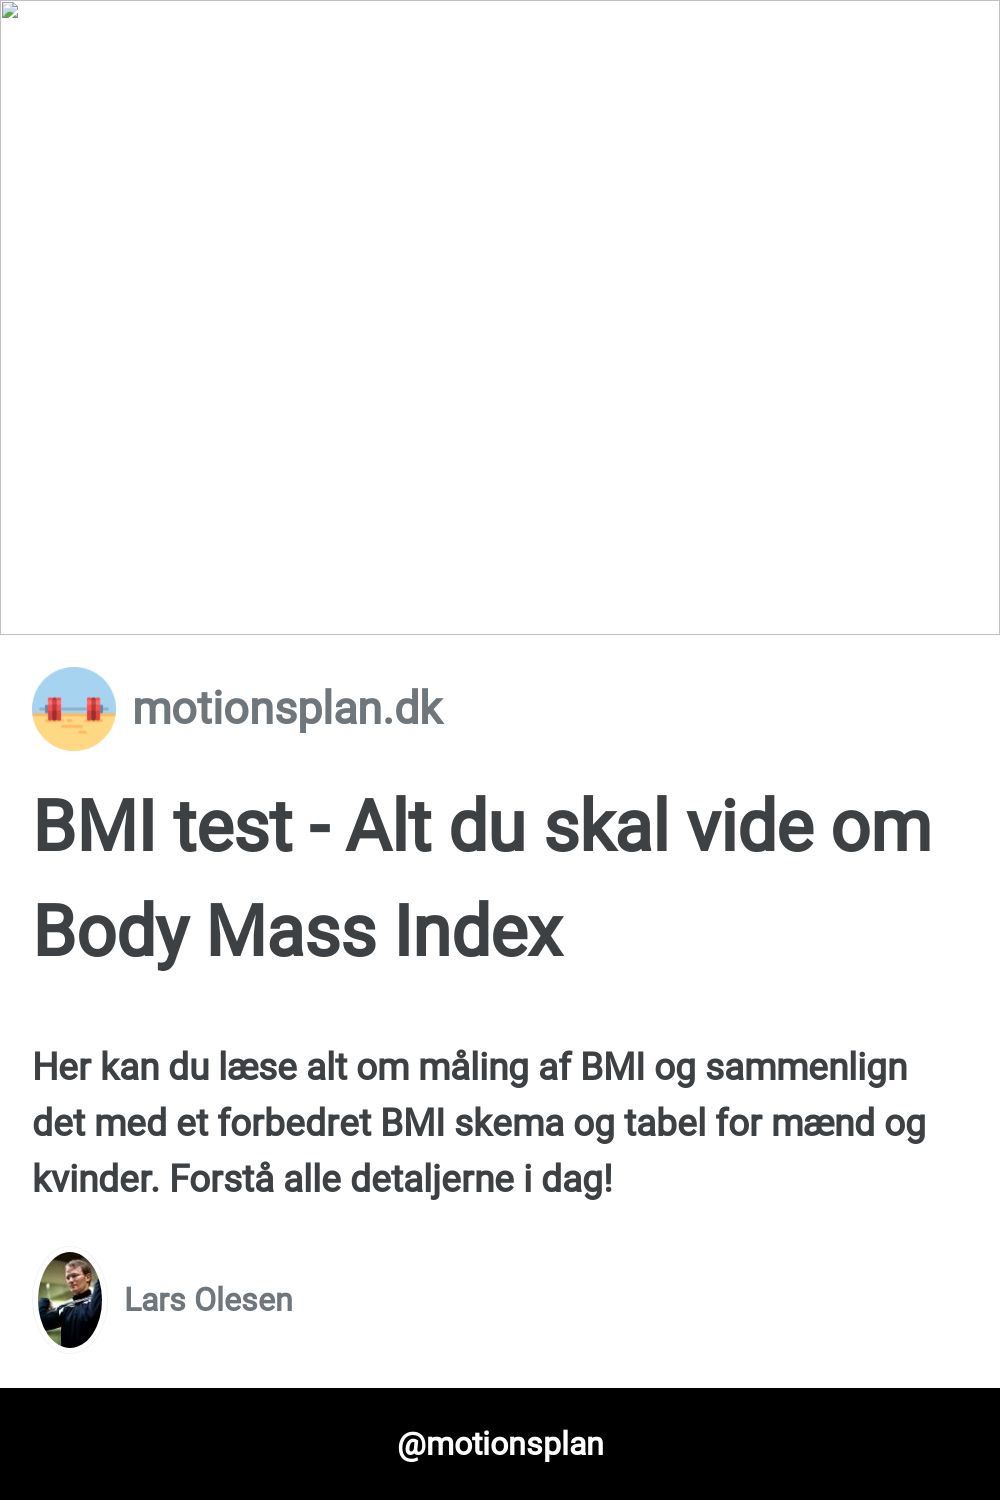 motionsplan.dk
BMI test - Alt du skal vide om
Body Mass Index
Her kan du læse alt om måling af BMI og sammenlign
det med et forbedret BMI skema og tabel for mænd og
kvinder. Forstå alle detaljerne i dag!
Lars Olesen
@motionsplan